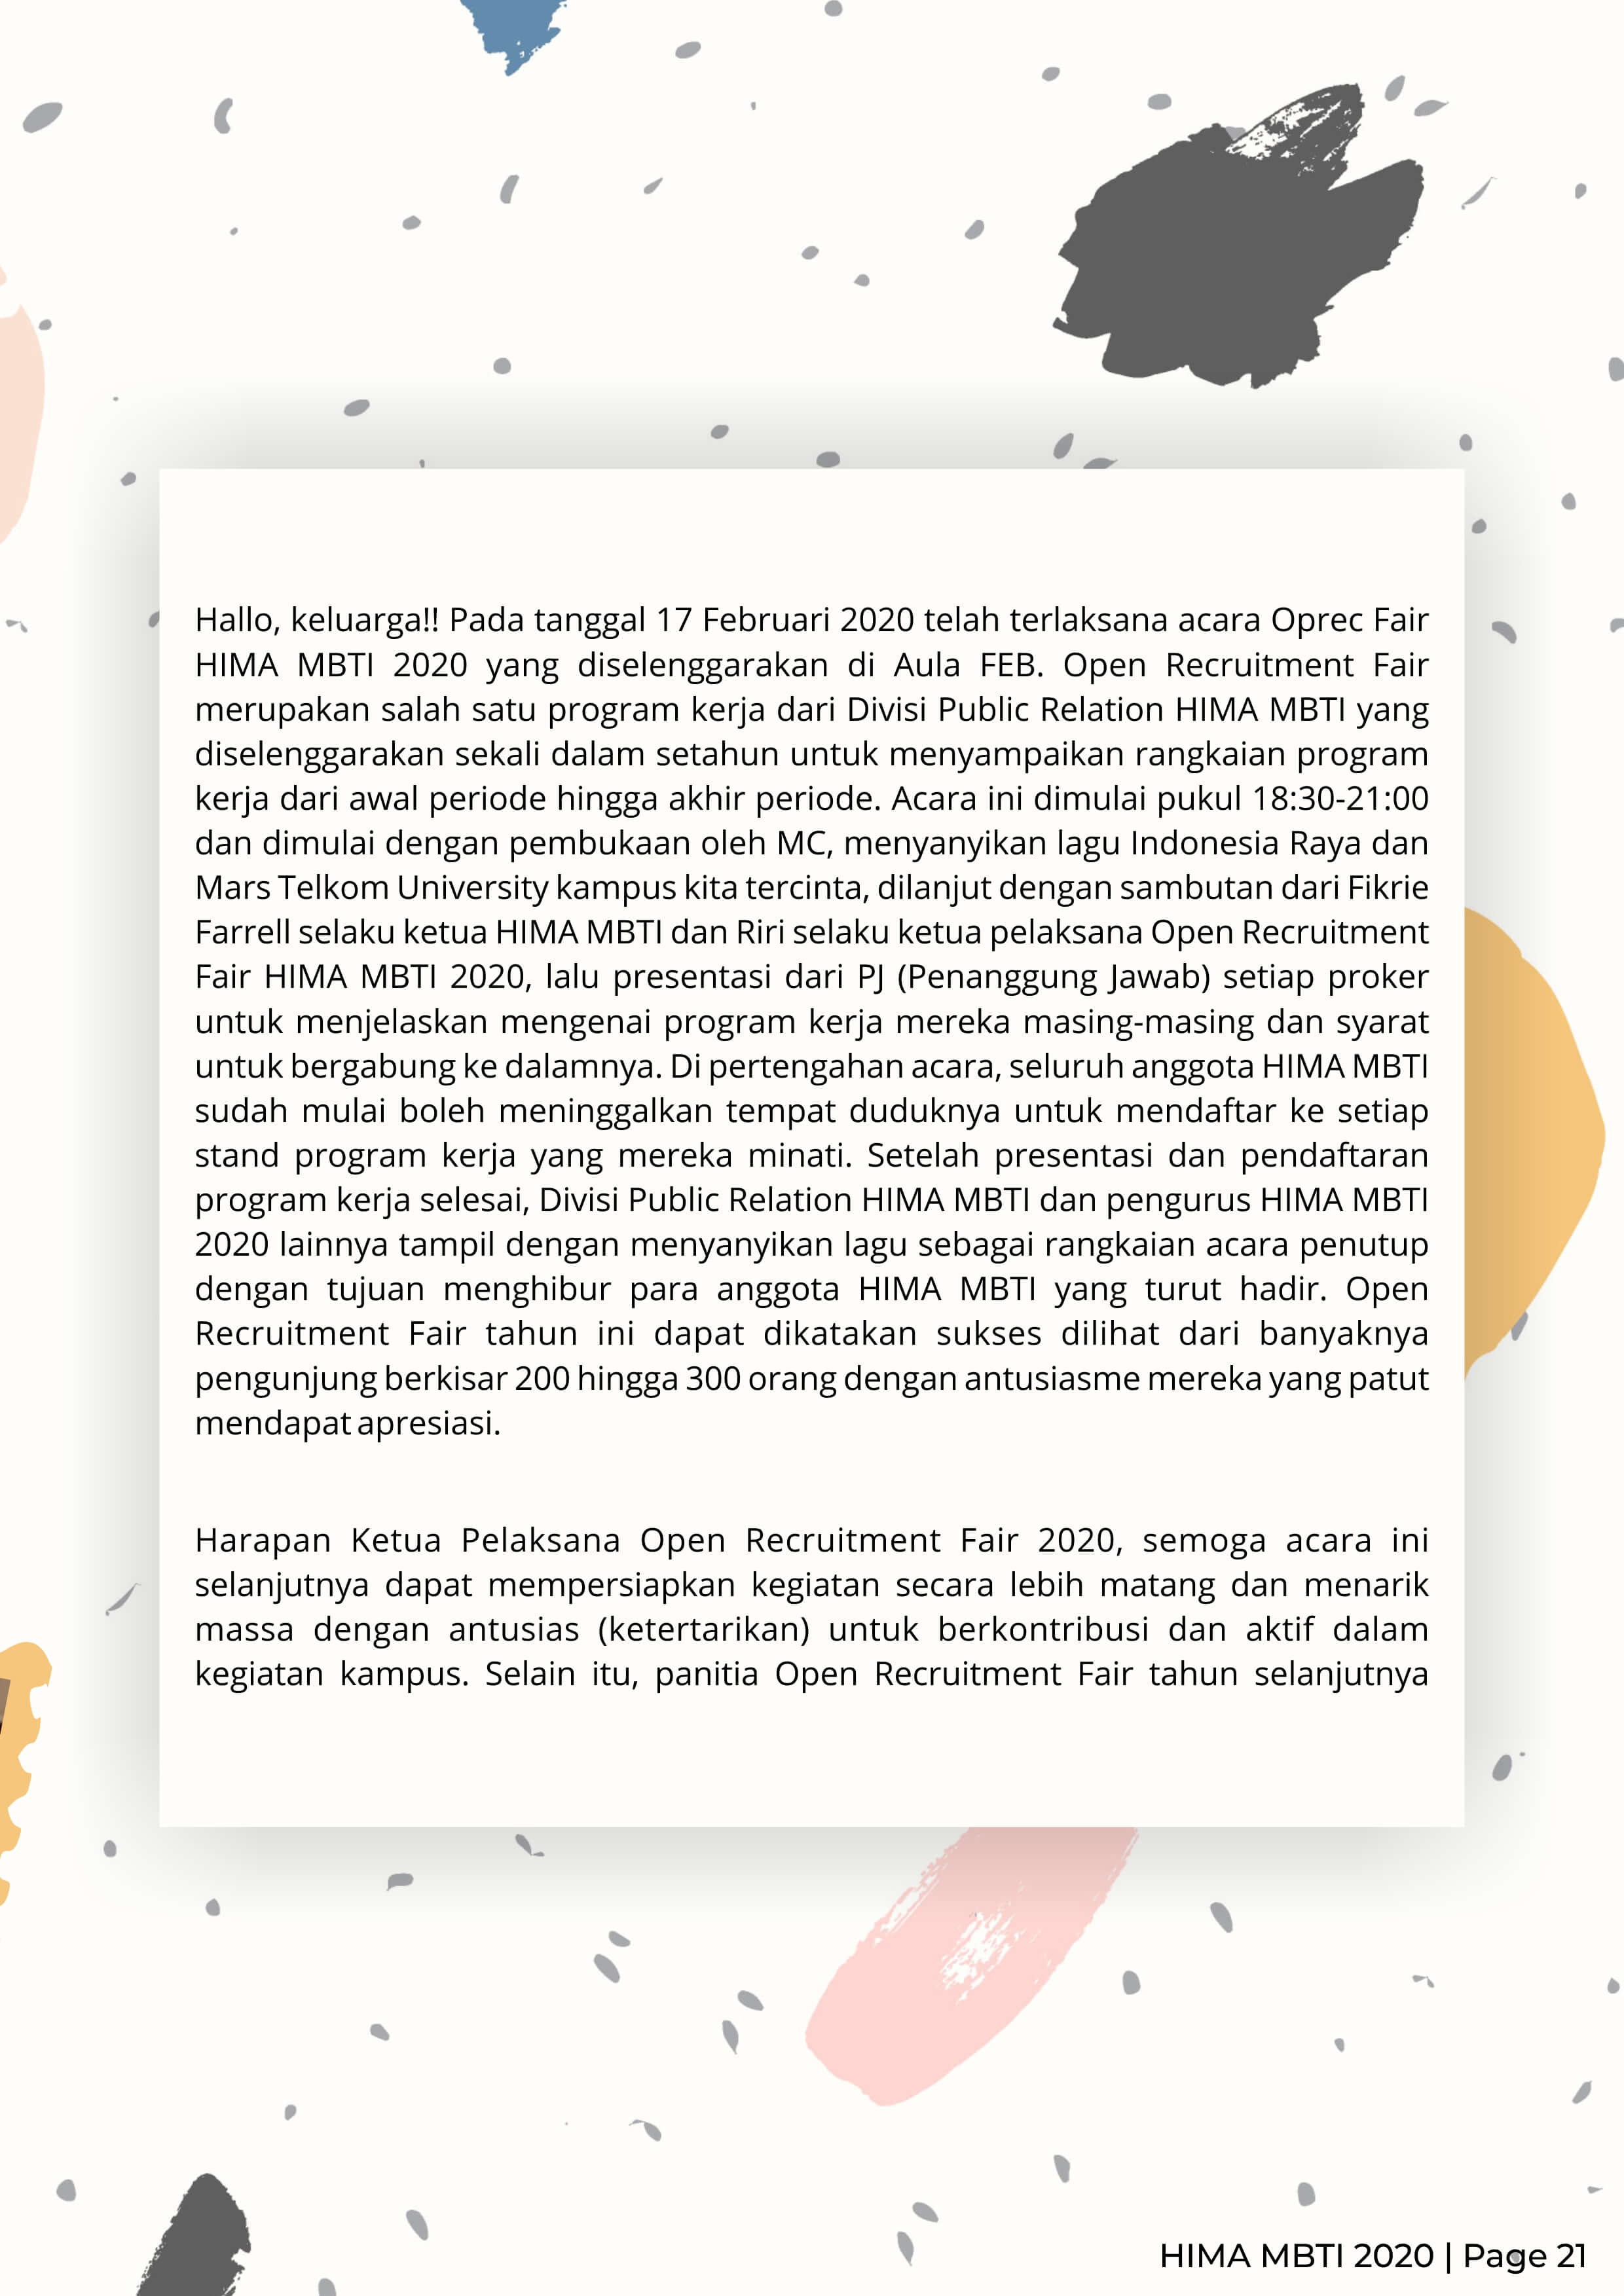 Hallo, keluarga!! Pada tanggal 17 Februari 2020 telah terlaksana acara Oprec Fair
HIMA MBTI 2020 yang diselenggarakan di Aula FEB. Open Recruitment Fair
merupakan salah satu program kerja dari Divisi Public Relation HIMA MBTI yang
diselenggarakan sekali dalam setahun untuk menyampaikan rangkaian program
kerja dari awal periode hingga akhir periode. Acara ini dimulai pukul 18:30-21:00
dan dimulai dengan pembukaan oleh MC, menyanyikan lagu Indonesia Raya dan
Mars Telkom University kampus kita tercinta, dilanjut dengan sambutan dari Fikrie
Farrell selaku ketua HIMA MBTI dan Riri selaku ketua pelaksana Open Recruitment
Fair HIMA MBTI 2020, lalu presentasi dari PJ (Penanggung Jawab) setiap proker
untuk menjelaskan mengenai program kerja mereka masing-masing dan syarat
untuk bergabung ke dalamnya. Di pertengahan acara, seluruh anggota HIMA MBTI
sudah mulai boleh meninggalkan tempat duduknya untuk mendaftar ke setiap
stand program kerja yang mereka minati. Setelah presentasi dan pendaftaran
program kerja selesai, Divisi Public Relation HIMA MBTI dan pengurus HIMA MBTI
2020 lainnya tampil dengan menyanyikan lagu sebagai rangkaian acara penutup
dengan tujuan menghibur para anggota HIMA MBTI yang turut hadir. Open
Recruitment Fair tahun ini dapat dikatakan sukses dilihat dari banyaknya
pengunjung berkisar 200 hingga 300 orang dengan antusiasme mereka yang patut
mendapat apresiasi.
Harapan Ketua Pelaksana Open Recruitment Fair 2020, semoga acara ini
selanjutnya dapat mempersiapkan kegiatan secara lebih matang dan menarik
massa dengan antusias (ketertarikan) untuk berkontribusi dan aktif dalam
kegiatan kampus. Selain itu, panitia Open Recruitment Fair tahun selanjutnya
HIMA MBTI 2020 | Page 21